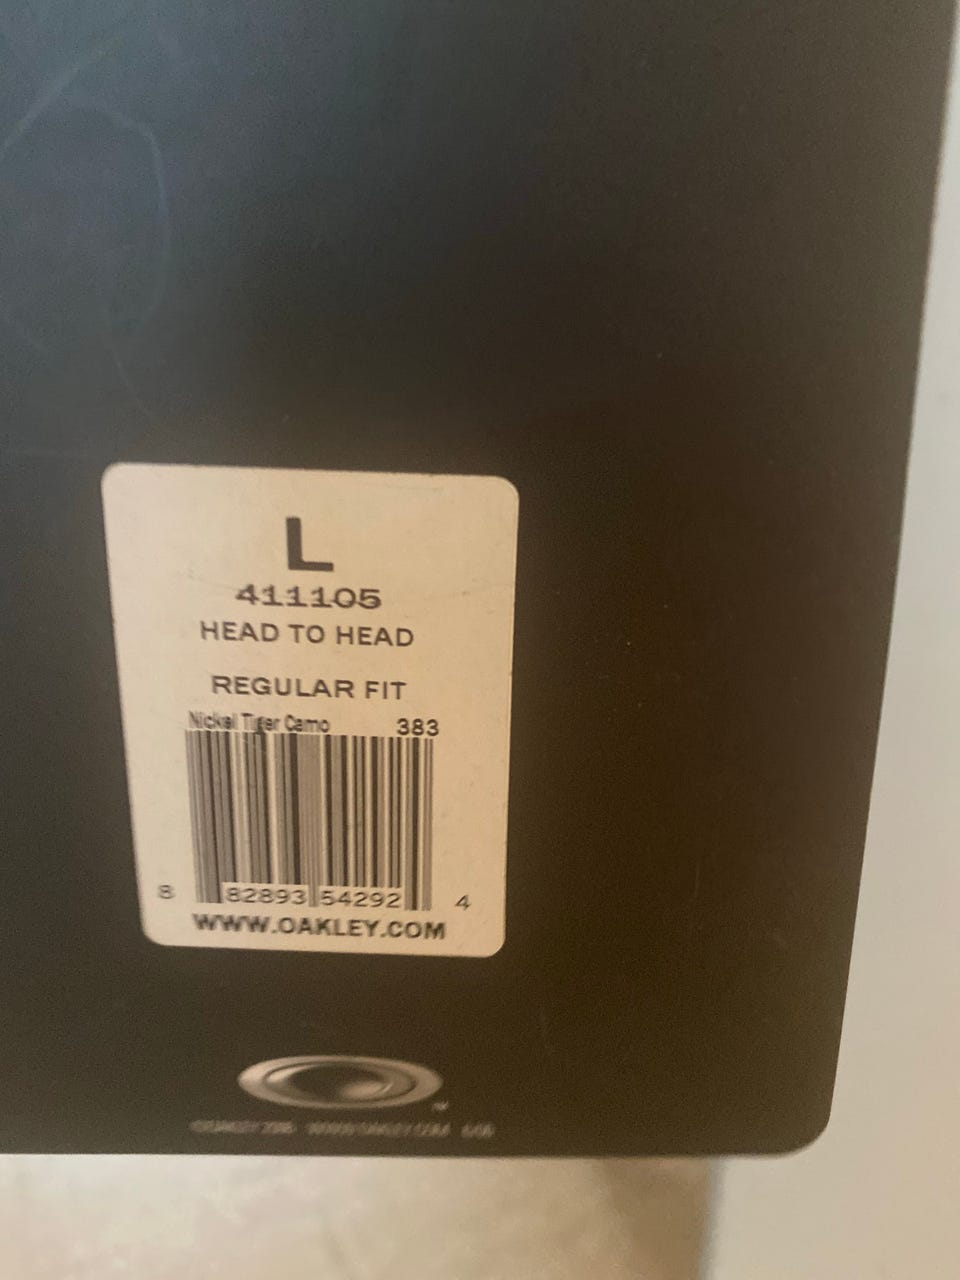 L
411105
HEAD TO HEAD
REGULAR FIT
Nickel Tiger Camo 383
8 82893 54292 4
WWW.OAKLEY.COM